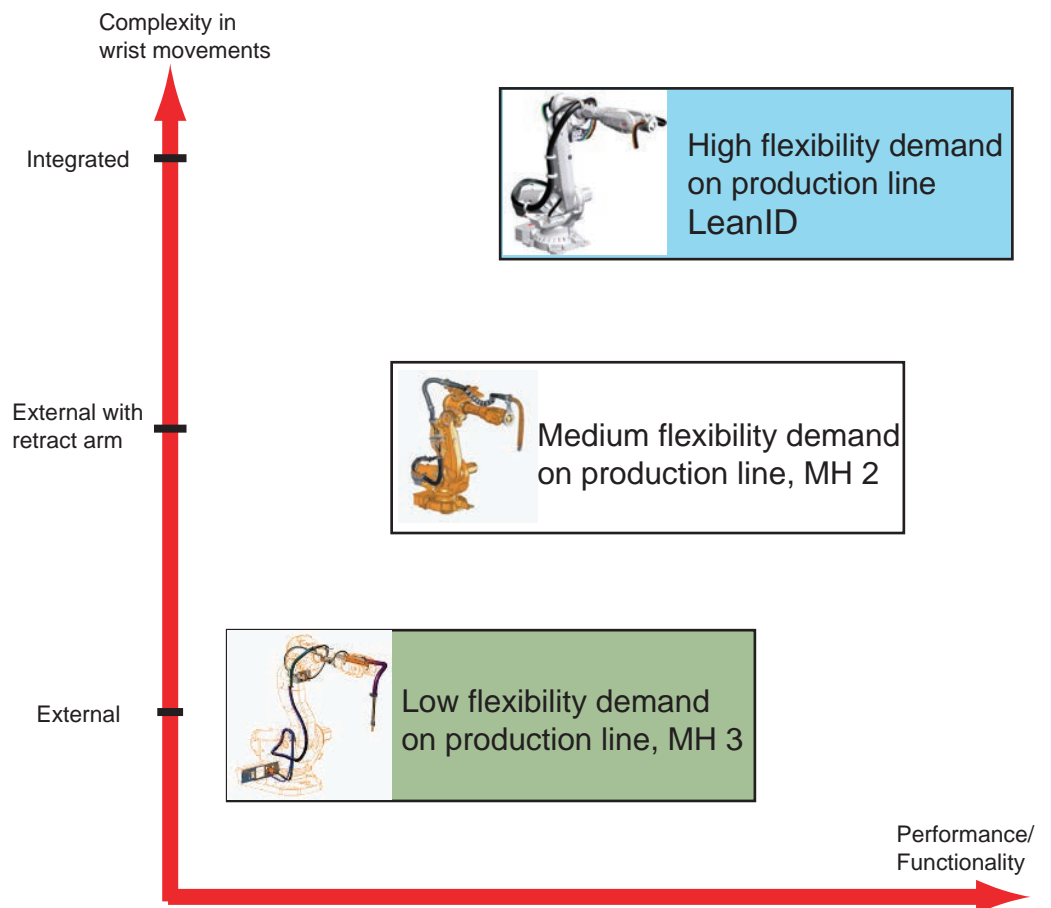 Complexity in
wrist movements
Integrated
High flexibility demand
on production line
LeanID
External with
retract arm
Medium flexibility demand
on production line, MH 2
External
Low flexibility demand
on production line, MH 3
Performance/
Functionality